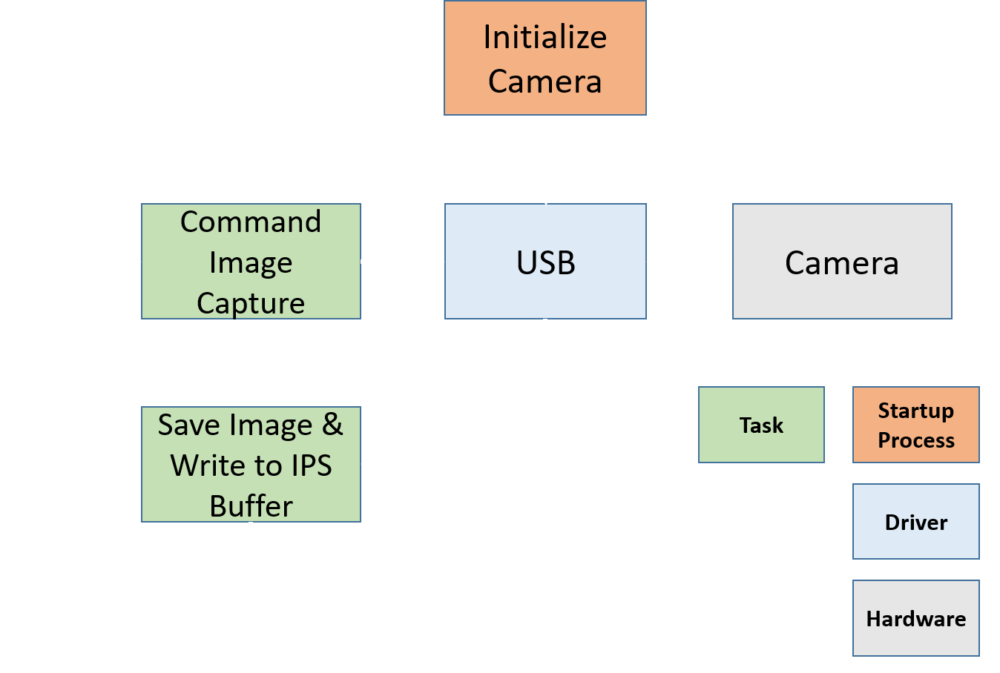 Initialize
Camera
Command
Image
Capture
USB
Camera
Save Image &
Write to IPS
Buffer
Task
Startup
Process
Driver
Hardware